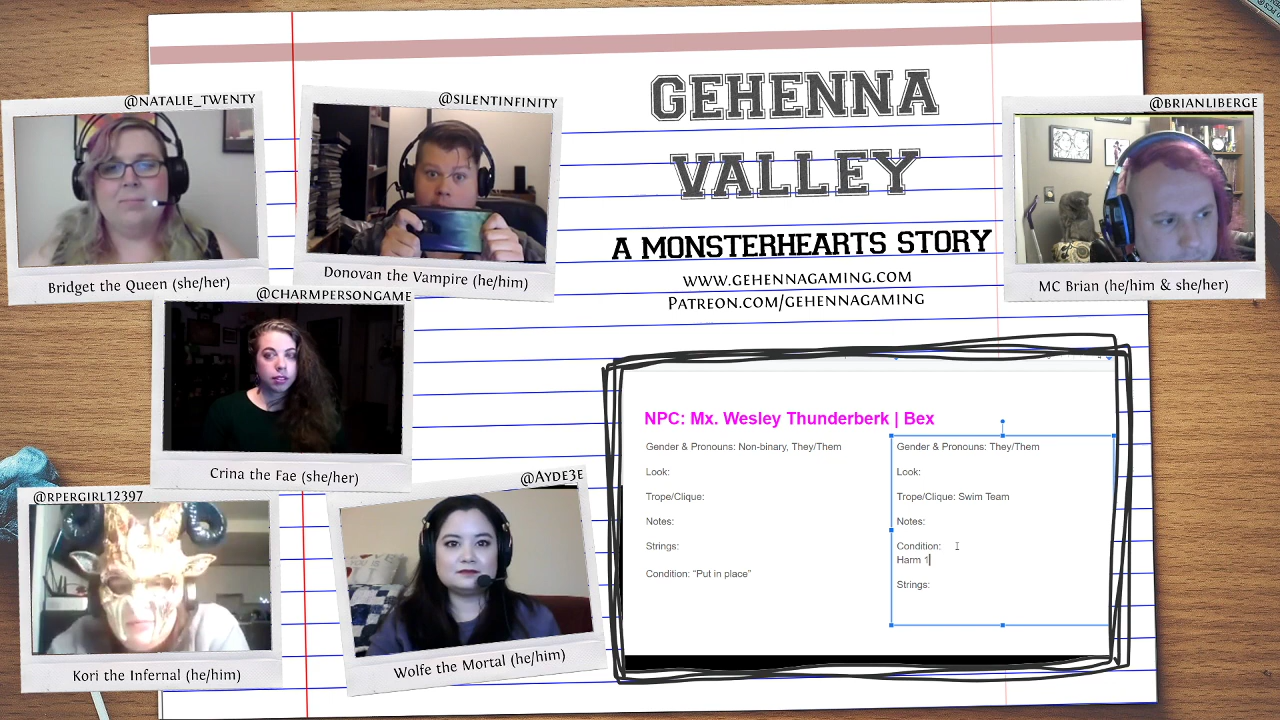 @NATALIE_TWENTY
Bridget the Queen (she/her)
@SILENTINFINITY
Donovan the Vampire (he/him)
GEHENNA
VALLEY
A MONSTERHEARTS STORY
WWW.GEHENNAGAMING.COM
PATREON.COM/GEHENNAGAMING
@BRIANLIBERGE
MC Brian (he/him & she/her)
@CHARMPERSONGAME
Crina the Fae (she/her)
@RPERGIRL12397
Kori the Infernal (he/him)
@AYDE3E
Wolfe the Mortal (he/him)
NPC: Mx. Wesley Thunderberk | Bex
Gender & Pronouns: Non-binary, They/Them
Look:
Trope/Clique:
Notes:
Strings:
Condition: “Put in place”
Gender & Pronouns: They/Them
Look:
Trope/Clique: Swim Team
Notes:
Condition:
Harm 1
Strings: